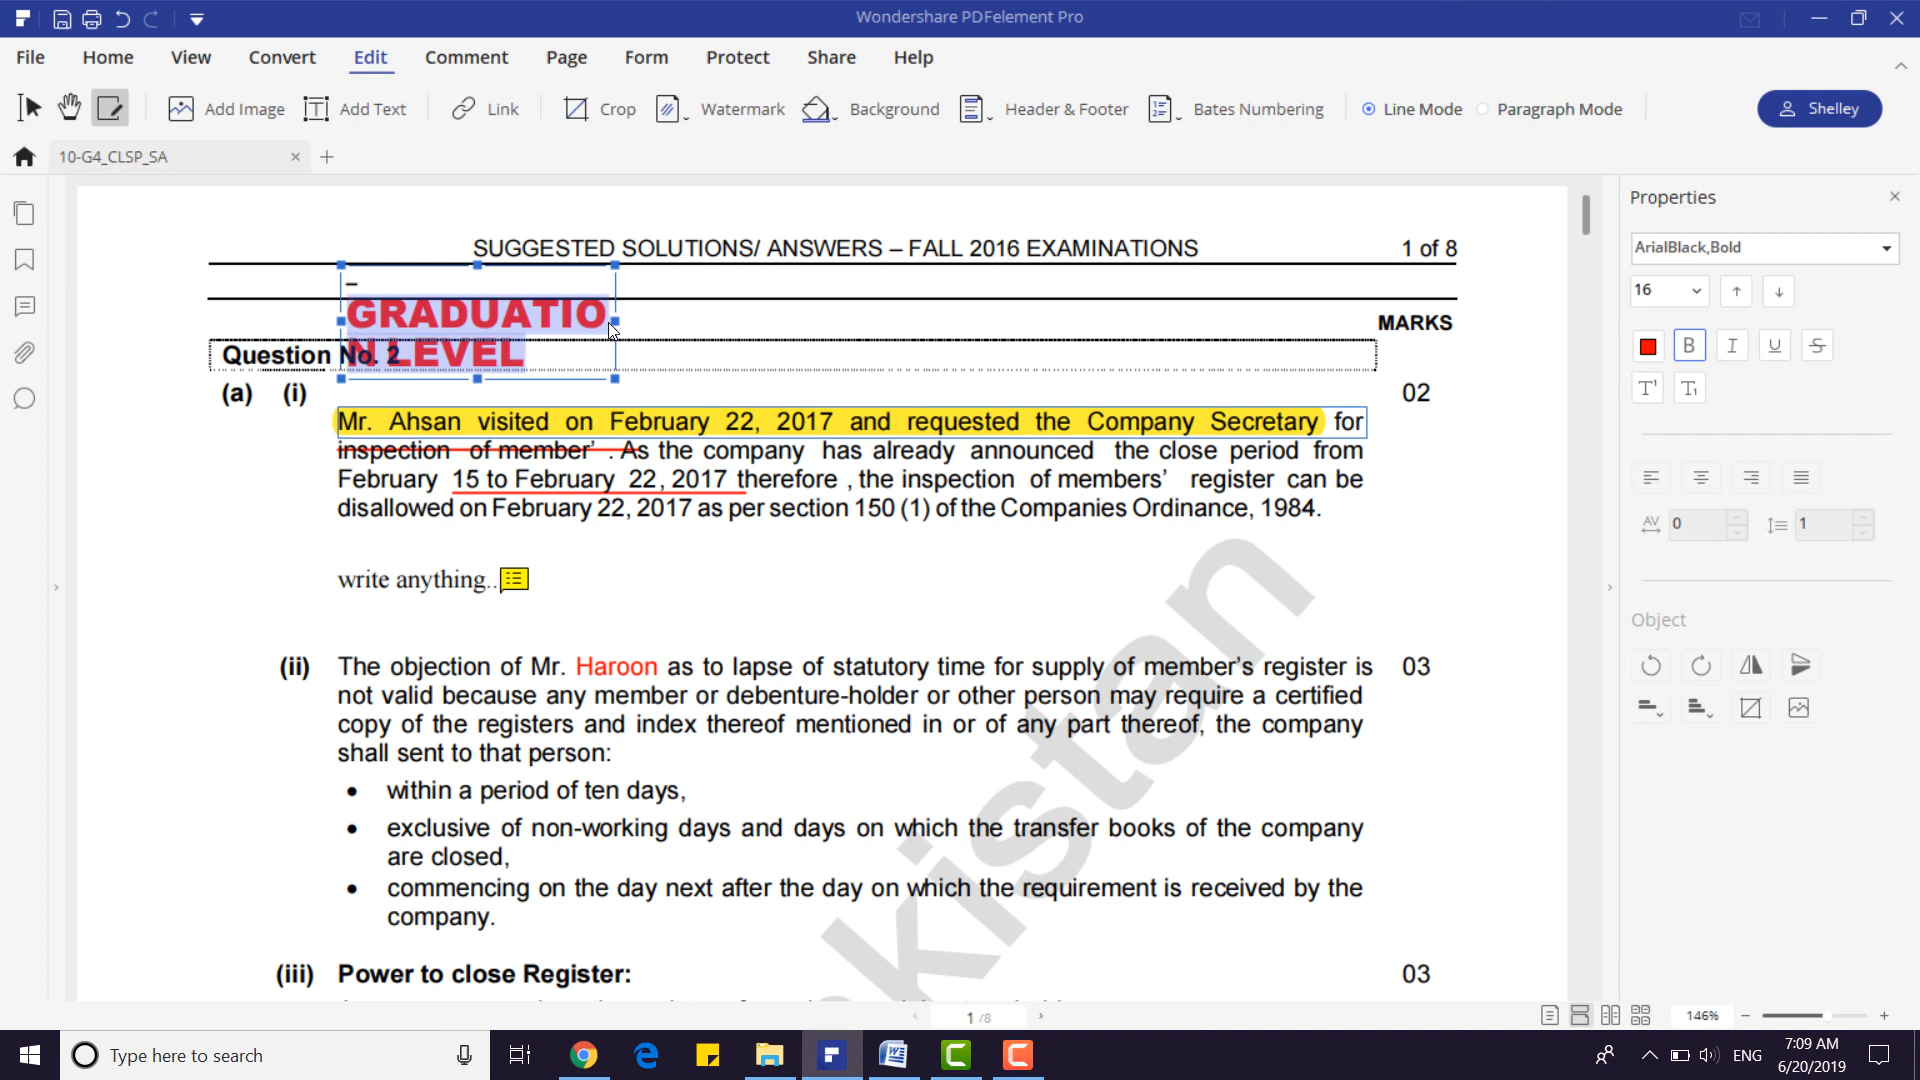 Wondershare PDFelement Pro
File Home View Convert Edit Comment Page Form Protect Share Help
Add Image Add Text Link Crop Watermark Background Header & Footer Bates Numbering Line Mode Paragraph Mode Shelley
10-G4_CLSP_SA
Properties
ArialBlack,Bold
16
B I U S
T¹ T₁
AV 0 1
Object
SUGGESTED SOLUTIONS/ ANSWERS – FALL 2016 EXAMINATIONS 1 of 8
–
GRADUATIO
N LEVEL
MARKS
Question No. 2
(a) (i) 02
Mr. Ahsan visited on February 22, 2017 and requested the Company Secretary for
inspection of member’ . As the company has already announced the close period from
February 15 to February 22, 2017 therefore , the inspection of members’ register can be
disallowed on February 22, 2017 as per section 150 (1) of the Companies Ordinance, 1984.
write anything..
(ii) The objection of Mr. Haroon as to lapse of statutory time for supply of member’s register is 03
not valid because any member or debenture-holder or other person may require a certified
copy of the registers and index thereof mentioned in or of any part thereof, the company
shall sent to that person:
• within a period of ten days,
• exclusive of non-working days and days on which the transfer books of the company
are closed,
• commencing on the day next after the day on which the requirement is received by the
company.
(iii) Power to close Register: 03
kistan
1 /8
146%
Type here to search
ENG
7:09 AM
6/20/2019